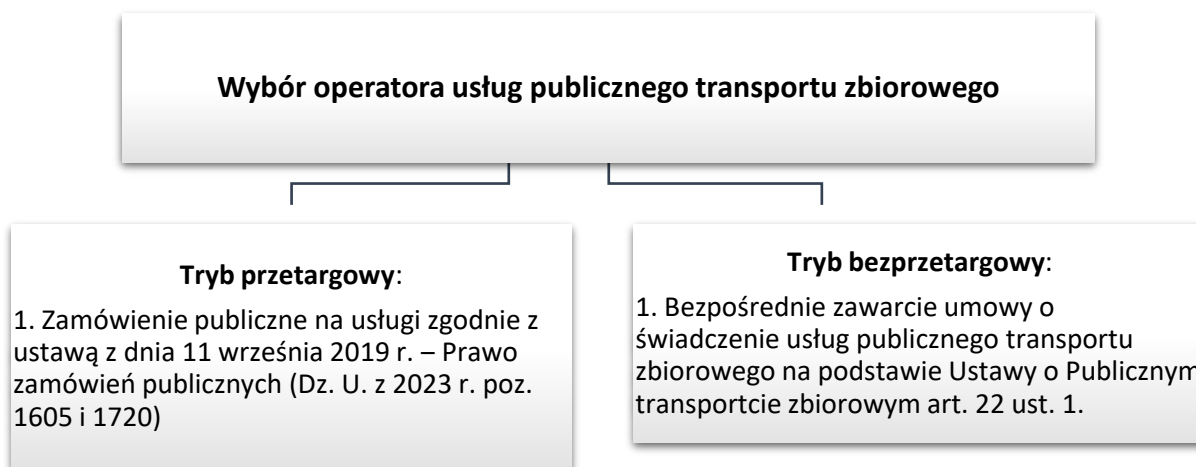 Wybór operatora usług publicznego transportu zbiorowego
Tryb przetargowy:
1. Zamówienie publiczne na usługi zgodnie z
ustawą z dnia 11 września 2019 r. – Prawo
zamówień publicznych (Dz. U. z 2023 r. poz.
1605 i 1720)
Tryb bezprzetargowy:
1. Bezpośrednie zawarcie umowy o
świadczenie usług publicznego transportu
zbiorowego na podstawie Ustawy o Publicznym
transportcie zbiorowym art. 22 ust. 1.